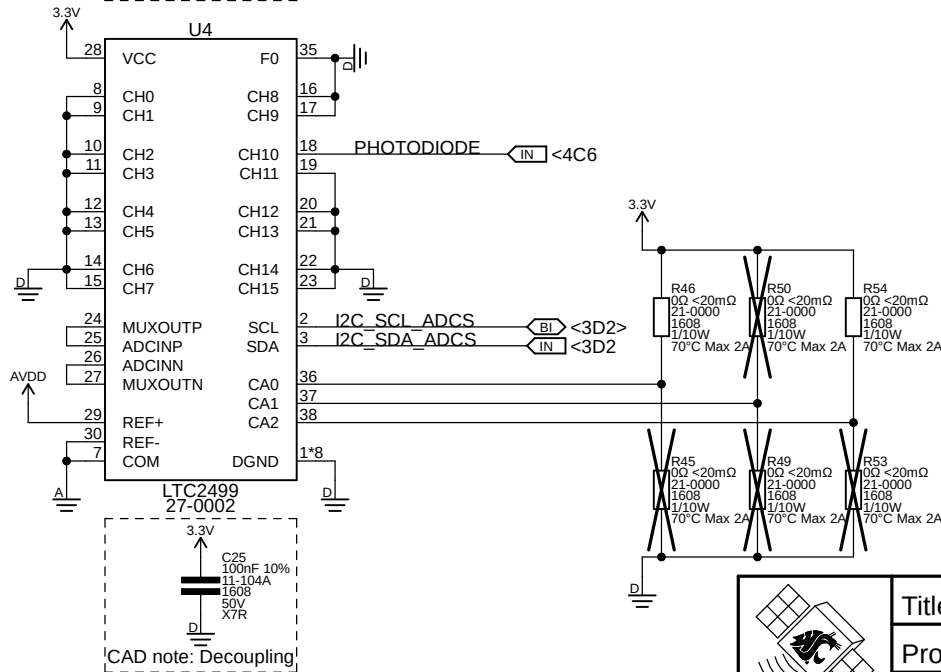 3.3V
U4
28 VCC F0 35 D
8 CH0 CH8 16
9 CH1 CH9 17
10 CH2 CH10 18 PHOTODIODE IN <4C6
11 CH3 CH11 19
12 CH4 CH12 20
13 CH5 CH13 21
14 CH6 CH14 22
D D
15 CH7 CH15 23
24 MUXOUTP SCL 2 I2C_SCL_ADCS BI <3D2>
25 ADCINP SDA 3 I2C_SDA_ADCS IN <3D2
26 ADCINN
27 MUXOUTN CA0 36
CA1 37
AVDD
29 REF+ CA2 38
30 REF-
7 COM DGND 1*8
A D
LTC2499
27-0002
3.3V
R46
0Ω <20mΩ
21-0000
1608
1/10W
70°C Max 2A
R50
0Ω <20mΩ
21-0000
1608
1/10W
70°C Max 2A
R54
0Ω <20mΩ
21-0000
1608
1/10W
70°C Max 2A
R45
0Ω <20mΩ
21-0000
1608
1/10W
70°C Max 2A
R49
0Ω <20mΩ
21-0000
1608
1/10W
70°C Max 2A
R53
0Ω <20mΩ
21-0000
1608
1/10W
70°C Max 2A
D
3.3V
C25
100nF 10%
11-104A
1608
50V
X7R
D
CAD note: Decoupling
Title
Pro